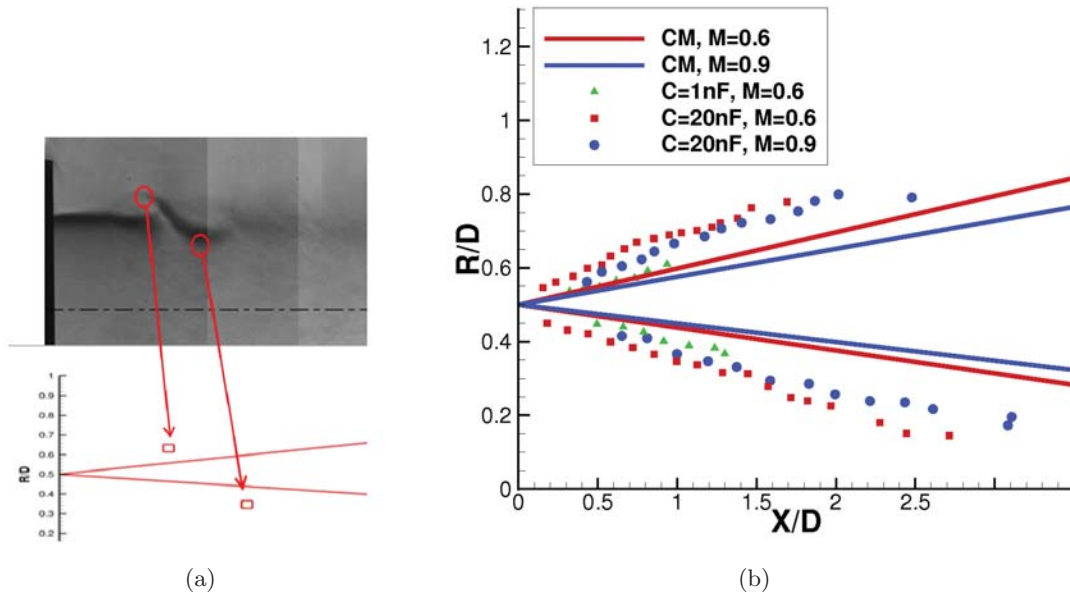 R/D
1
0.9
0.8
0.7
0.6
0.5
0.4
0.3
0.2
(a)
CM, M=0.6
CM, M=0.9
C=1nF, M=0.6
C=20nF, M=0.6
C=20nF, M=0.9
R/D
1.2
1
0.8
0.6
0.4
0.2
0
0
0.5
1
1.5
2
2.5
X/D
(b)